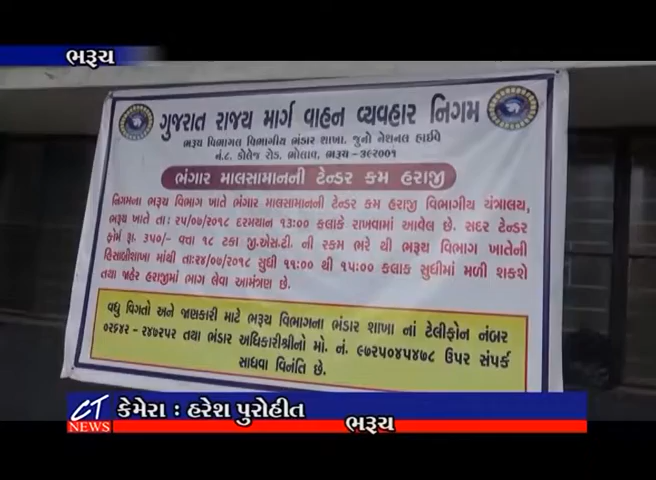 ભરૂચ
ગુજરાત રાજ્ય માર્ગ વાહન વ્યવહાર નિગમ
ભરૂચ વિભાગલ વિભાગીય ભંડાર શાખા. જુનો નેશનલ હાઈવે
નં.૮. કોલેજ રોડ. ભોલાવ, ભરૂચ-૩૯૨૦૦૧
ભંગાર માલસામાનની ટેન્ડર કમ હરાજી
નિગમના ભરૂચ વિભાગ ખાતે ભંગાર માલસામાનની ટેન્ડર કમ હરાજી વિભાગીય યંત્રાલય,
ભરૂચ ખાતે તા: ૨૫/૦૭/૨૦૧૮ દરમ્યાન ૧૩:૦૦ કલાકે રાખવામાં આવેલ છે. સદર ટેન્ડર
ફોર્મ રૂા. ૩૫૦/- વત્તા ૧૮ ટકા જી.એસ.ટી. ની રકમ ભરે થી ભરૂચ વિભાગ ખાતેની
હિસાબીશાખા માંથી તા:૨૪/૦૭/૨૦૧૮ સુધી ૧૧:૦૦ થી ૧૫:૦૦ કલાક સુધીમાં મળી શકશે
તથા જાહેર હરાજીમાં ભાગ લેવા આમંત્રણ છે.
વધુ વિગતો અને જાણકારી માટે ભરૂચ વિભાગના ભંડાર શાખા નાં ટેલીફોન નંબર
૦૨૬૪૨ - ૨૪૭૨૫૨ તથા ભંડાર અધિકારીશ્રીનો મો. નં. ૯૭૨૫૦૪૫૪૭૮ ઉપર સંપર્ક
સાધવા વિનંતિ છે.
CT NEWS
કેમેરા : હરેશ પુરોહીત
ભરૂચ